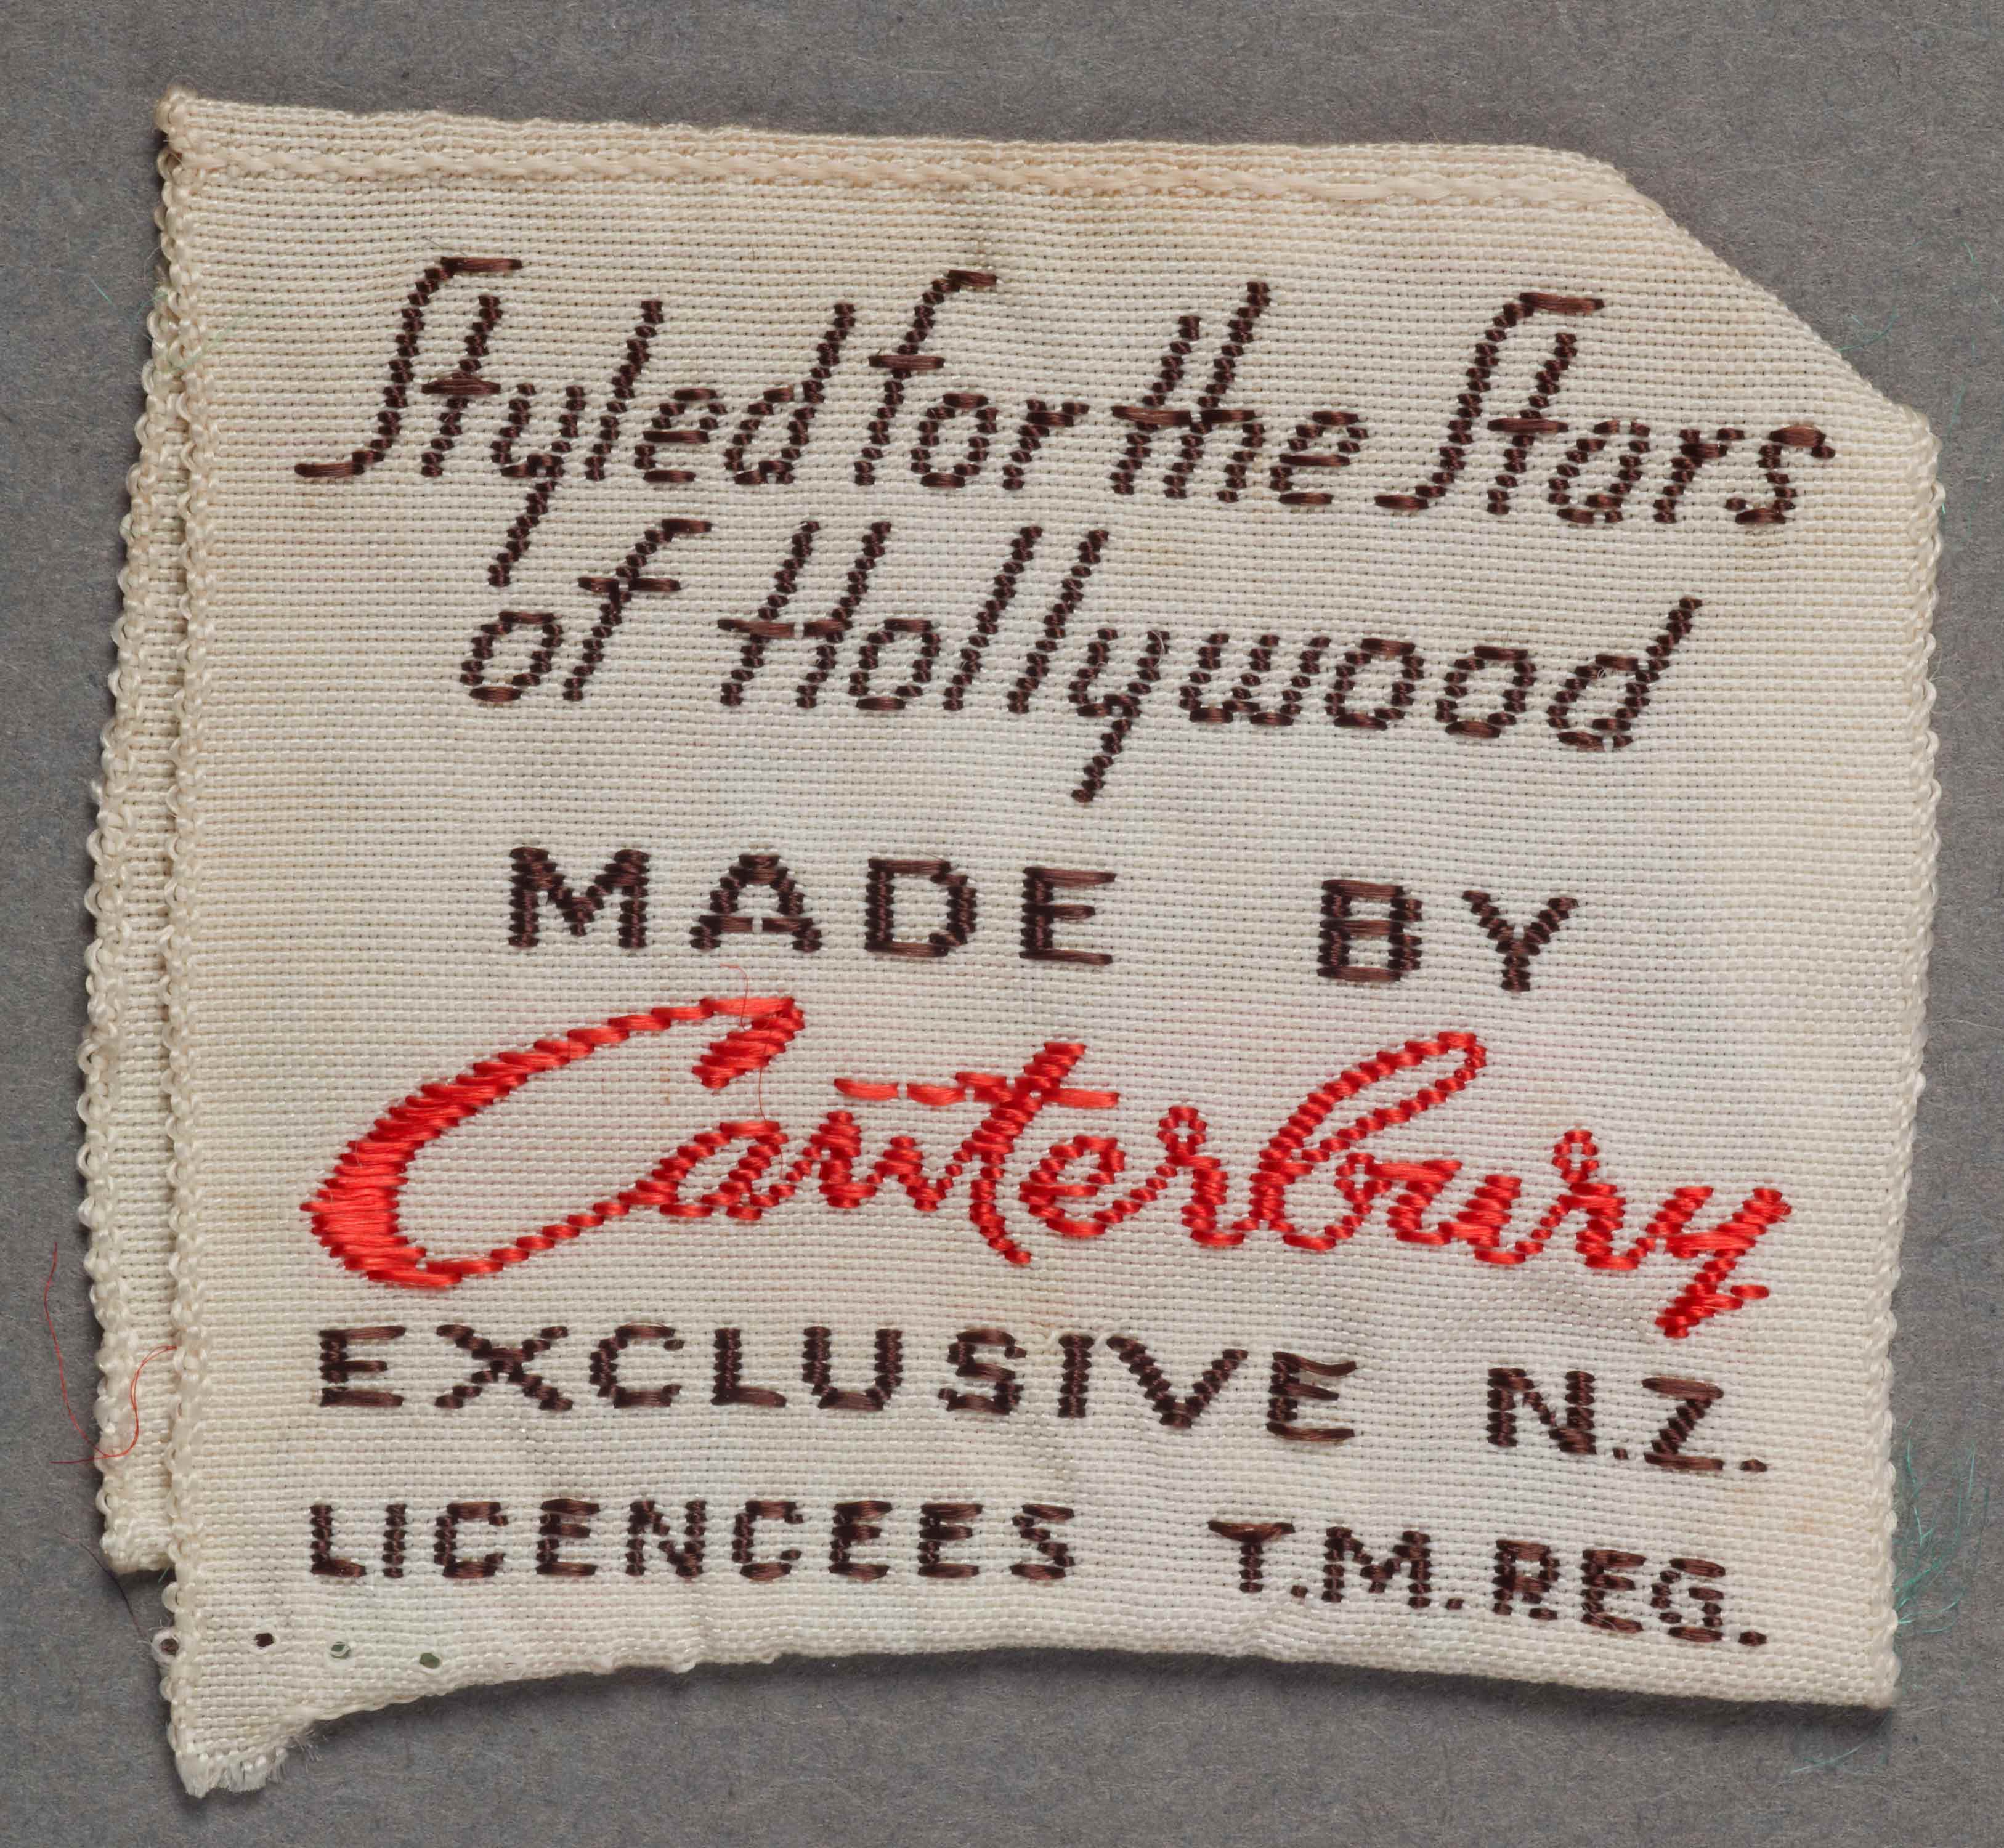 Styled for the Stars
of Hollywood
MADE BY
Canterbury
EXCLUSIVE N.Z.
LICENCEES T.M.REG.